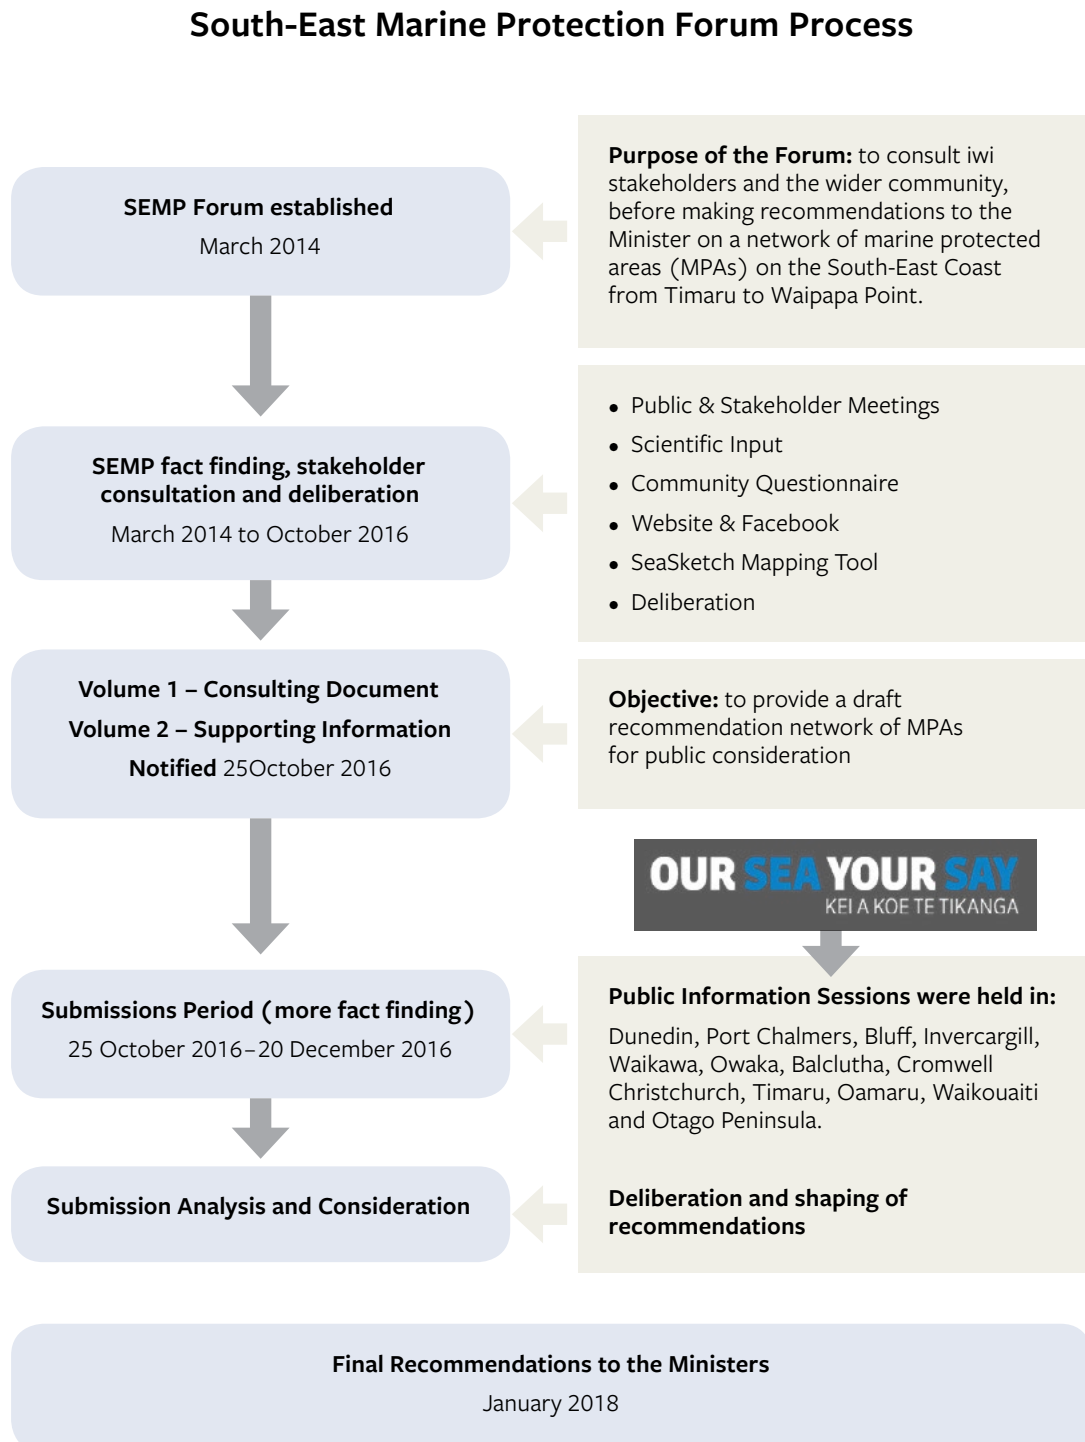 South-East Marine Protection Forum Process
SEMP Forum established
March 2014
Purpose of the Forum: to consult iwi
stakeholders and the wider community,
before making recommendations to the
Minister on a network of marine protected
areas (MPAs) on the South-East Coast
from Timaru to Waipapa Point.
SEMP fact finding, stakeholder
consultation and deliberation
March 2014 to October 2016
• Public & Stakeholder Meetings
• Scientific Input
• Community Questionnaire
• Website & Facebook
• SeaSketch Mapping Tool
• Deliberation
Volume 1 – Consulting Document
Volume 2 – Supporting Information
Notified 25October 2016
Objective: to provide a draft
recommendation network of MPAs
for public consideration
OUR SEA YOUR SAY
KEI A KOE TE TIKANGA
Submissions Period (more fact finding)
25 October 2016–20 December 2016
Public Information Sessions were held in:
Dunedin, Port Chalmers, Bluff, Invercargill,
Waikawa, Owaka, Balclutha, Cromwell
Christchurch, Timaru, Oamaru, Waikouaiti
and Otago Peninsula.
Submission Analysis and Consideration
Deliberation and shaping of
recommendations
Final Recommendations to the Ministers
January 2018